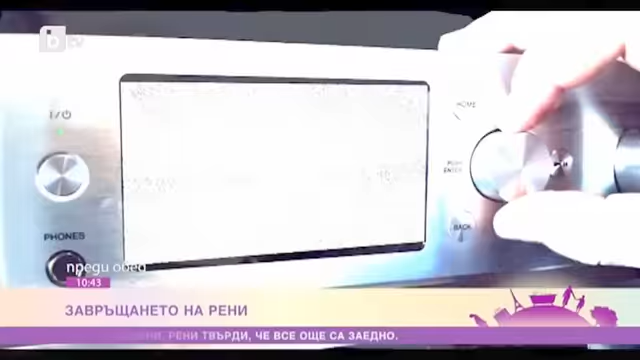 bTV
I/⏻
HOME
PUSH
ENTER
BACK
PHONES
преди обед
10:43
ЗАВРЪЩАНЕТО НА РЕНИ
РЕНИ ТВЪРДИ, ЧЕ ВСЕ ОЩЕ СА ЗАЕДНО.